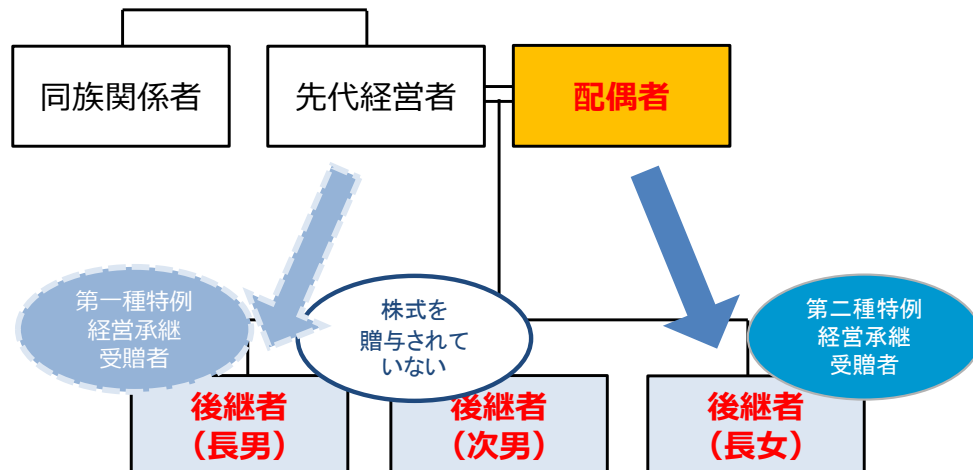 同族関係者
先代経営者
配偶者
第一種特例
経営承継
受贈者
株式を
贈与されて
いない
第二種特例
経営承継
受贈者
後継者
（長男）
後継者
（次男）
後継者
（長女）